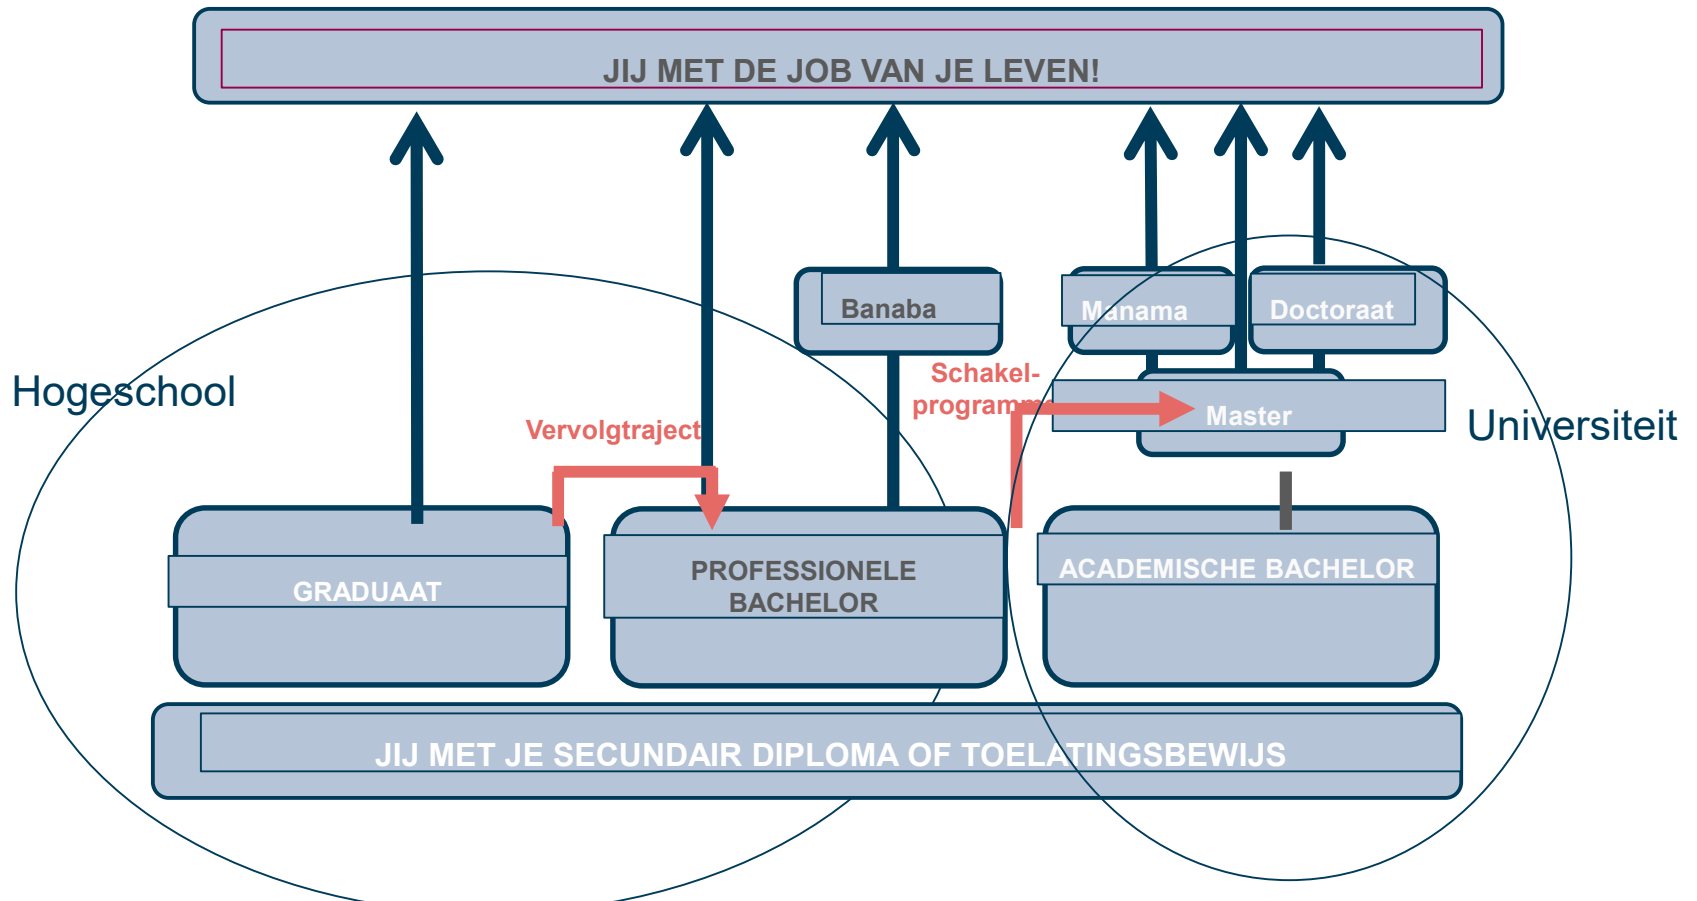 JIJ MET DE JOB VAN JE LEVEN!
Banaba
Manama
Doctoraat
Hogeschool
Schakel-
programma
Vervolgtraject
Master
Universiteit
GRADUAAT
PROFESSIONELE
BACHELOR
ACADEMISCHE BACHELOR
JIJ MET JE SECUNDAIR DIPLOMA OF TOELATINGSBEWIJS